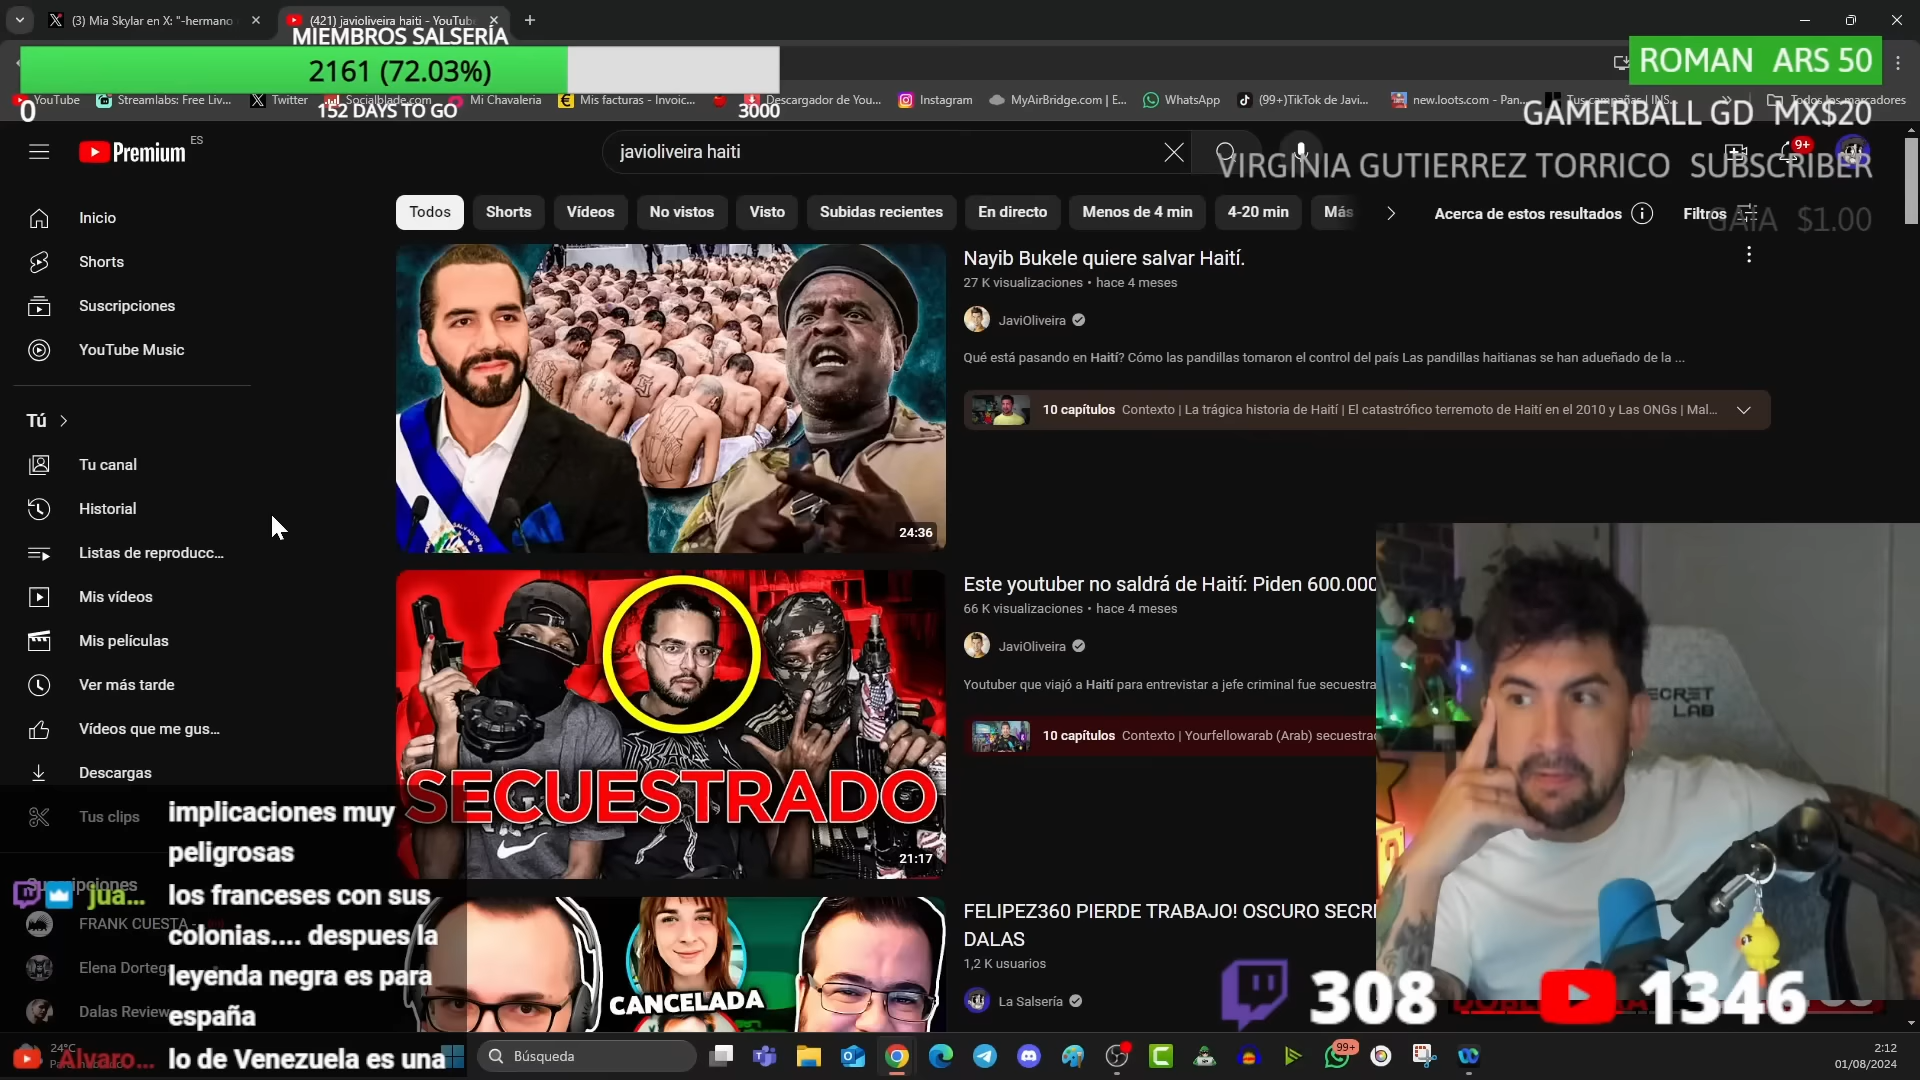 (3) Mia Skylar en X: "-hermano
(421) javioliveira haiti - YouTub
MIEMBROS SALSERÍA
2161 (72.03%)
ROMAN ARS 50
YouTube
Streamlabs: Free Liv...
Twitter
Socialblade.com
Mi Chavaleria
Mis facturas - Invoic...
Descargador de You...
Instagram
MyAirBridge.com | E...
WhatsApp
(99+)TikTok de Javi...
new.loots.com - Pan...
Tus campañas | INS...
Todos los marcadores
0
152 DAYS TO GO
3000
GAMERBALL GD MX$20
Premium
ES
javioliveira haiti
9+
VIRGINIA GUTIERREZ TORRICO SUBSCRIBER
Todos
Shorts
Vídeos
No vistos
Visto
Subidas recientes
En directo
Menos de 4 min
4-20 min
Más
Acerca de estos resultados
Filtros
GAIA $1.00
Inicio
Shorts
Suscripciones
YouTube Music
Tú
Tu canal
Historial
Listas de reproducc...
Mis vídeos
Mis películas
Ver más tarde
Vídeos que me gus...
Descargas
Tus clips
Suscripciones
FRANK CUESTA -
Elena Dorteg
Dalas Review
24:36
Nayib Bukele quiere salvar Haití.
27 K visualizaciones • hace 4 meses
JaviOliveira
Qué está pasando en Haití? Cómo las pandillas tomaron el control del país Las pandillas haitianas se han adueñado de la ...
10 capítulos Contexto | La trágica historia de Haití | El catastrófico terremoto de Haití en el 2010 y Las ONGs | Mal...
SECUESTRADO
21:17
Este youtuber no saldrá de Haití: Piden 600.000
66 K visualizaciones • hace 4 meses
JaviOliveira
Youtuber que viajó a Haití para entrevistar a jefe criminal fue secuestra
10 capítulos Contexto | Yourfellowarab (Arab) secuestrad
CANCELADA
FELIPEZ360 PIERDE TRABAJO! OSCURO SECR
DALAS
1,2 K usuarios
La Salsería
SECRET
LAB
implicaciones muy
peligrosas
jua... los franceses con sus
colonias.... despues la
leyenda negra es para
españa
Alvaro... lo de Venezuela es una
308
1346
24°C
Búsqueda
99+
2:12
01/08/2024